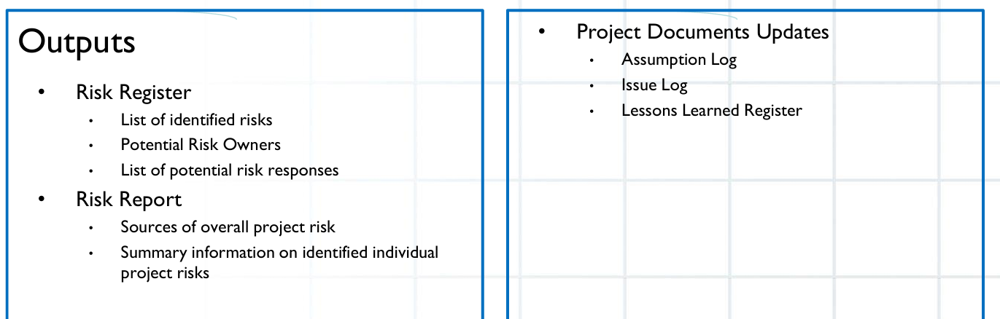 Outputs
• Risk Register
• List of identified risks
• Potential Risk Owners
• List of potential risk responses
• Risk Report
• Sources of overall project risk
• Summary information on identified individual
project risks
• Project Documents Updates
• Assumption Log
• Issue Log
• Lessons Learned Register